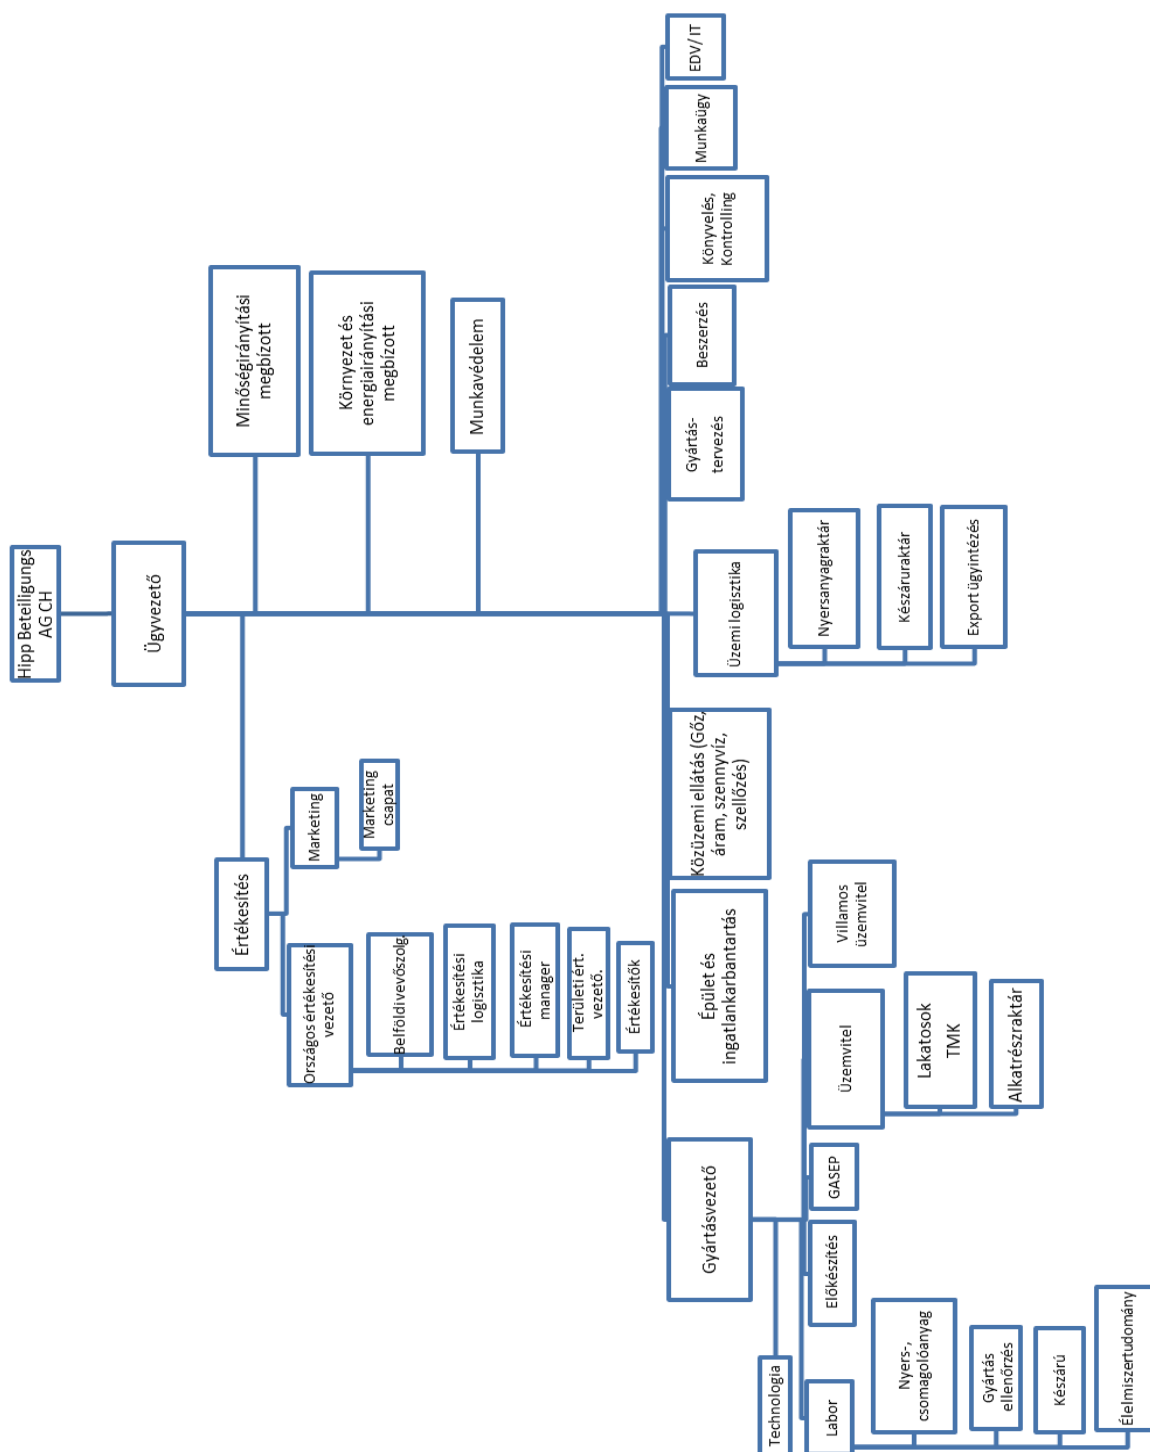 Hipp Beteiligungs
AG CH
Ügyvezető
Minőségirányítási
megbízott
Környezet és
energiairányítási
megbízott
Munkavédelem
Értékesítés
Országos értékesítési
vezető
Belföldi vevőszolg.
Értékesítési
logisztika
Értékesítési
manager
Területi ért.
vezető.
Értékesítők
Marketing
Marketing
csapat
Gyártásvezető
Technologia
Labor
Nyers-,
csomagolóanyag
Gyártás
ellenőrzés
Készárú
Élelmiszertudomány
Előkészítés
GASEP
Üzemvitel
Lakatosok
TMK
Alkatrészraktár
Villamos
üzemvitel
Épület és
ingatlankarbantartás
Közüzemi ellátás (Gőz,
áram, szennyvíz,
szellőzés)
Üzemi logisztika
Nyersanyagraktár
Készáruraktár
Export ügyintézés
Gyártás-
tervezés
Beszerzés
Könyvelés,
Kontrolling
Munkaügy
EDV/ IT